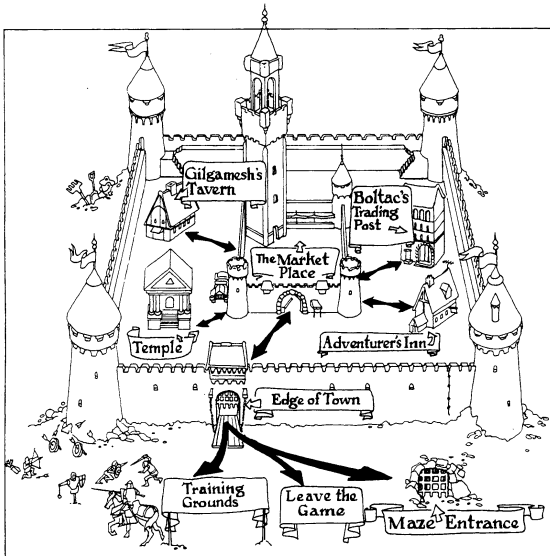 Gilgamesh's
Tavern
Boltac's
Trading
Post
The Market
Place
Temple
Adventurer's Inn
Edge of Town
Training
Grounds
Leave the
Game
Maze Entrance